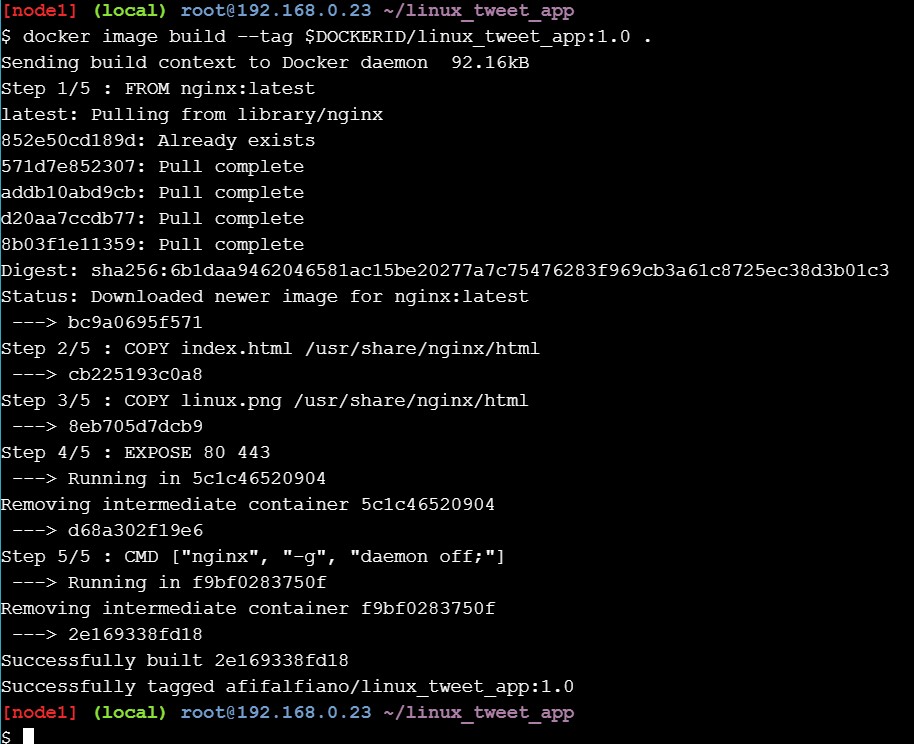 [node1] (local) root@192.168.0.23 ~/linux_tweet_app
$ docker image build --tag $DOCKERID/linux_tweet_app:1.0 .
Sending build context to Docker daemon  92.16kB
Step 1/5 : FROM nginx:latest
latest: Pulling from library/nginx
852e50cd189d: Already exists
571d7e852307: Pull complete
addb10abd9cb: Pull complete
d20aa7ccdb77: Pull complete
8b03f1e11359: Pull complete
Digest: sha256:6b1daa9462046581ac15be20277a7c75476283f969cb3a61c8725ec38d3b01c3
Status: Downloaded newer image for nginx:latest
 ---> bc9a0695f571
Step 2/5 : COPY index.html /usr/share/nginx/html
 ---> cb225193c0a8
Step 3/5 : COPY linux.png /usr/share/nginx/html
 ---> 8eb705d7dcb9
Step 4/5 : EXPOSE 80 443
 ---> Running in 5c1c46520904
Removing intermediate container 5c1c46520904
 ---> d68a302f19e6
Step 5/5 : CMD ["nginx", "-g", "daemon off;"]
 ---> Running in f9bf0283750f
Removing intermediate container f9bf0283750f
 ---> 2e169338fd18
Successfully built 2e169338fd18
Successfully tagged afifalfiano/linux_tweet_app:1.0
[node1] (local) root@192.168.0.23 ~/linux_tweet_app
$